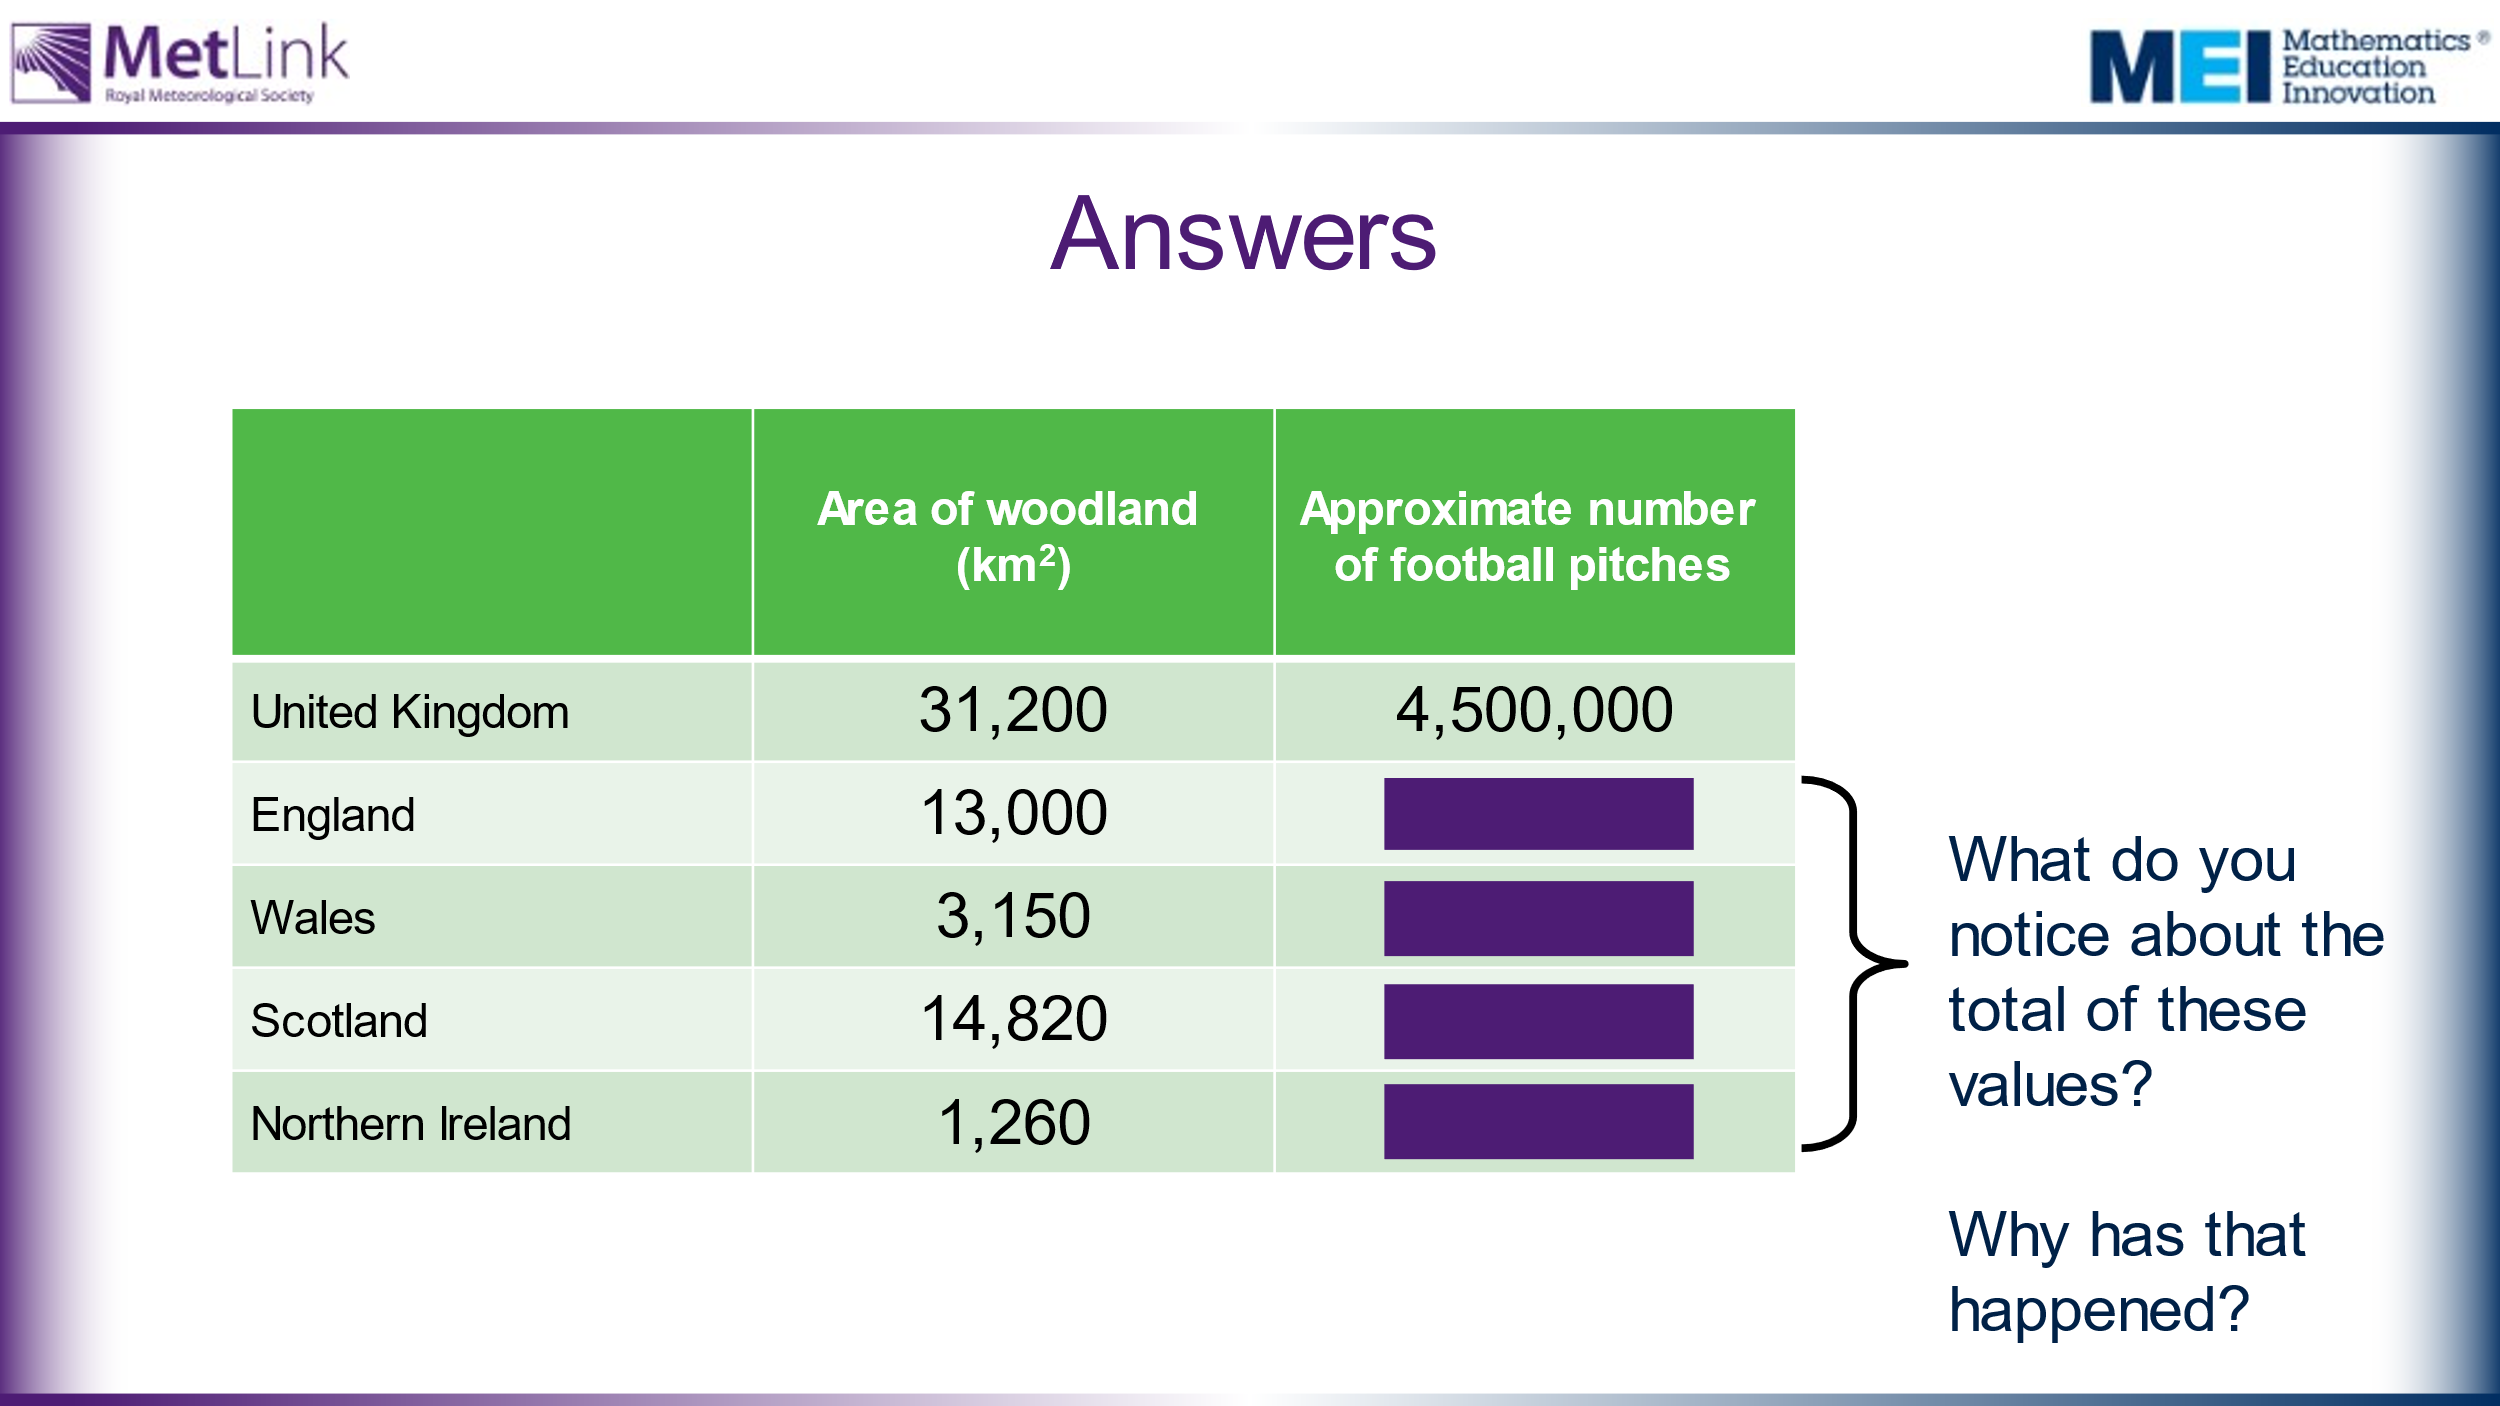 MetLink
Royal Meteorological Society
MEI Mathematics ®
Education
Innovation
Answers
Area of woodland
(km²)
Approximate number
of football pitches
United Kingdom 31,200 4,500,000
England 13,000
Wales 3,150
Scotland 14,820
Northern Ireland 1,260
What do you
notice about the
total of these
values?
Why has that
happened?